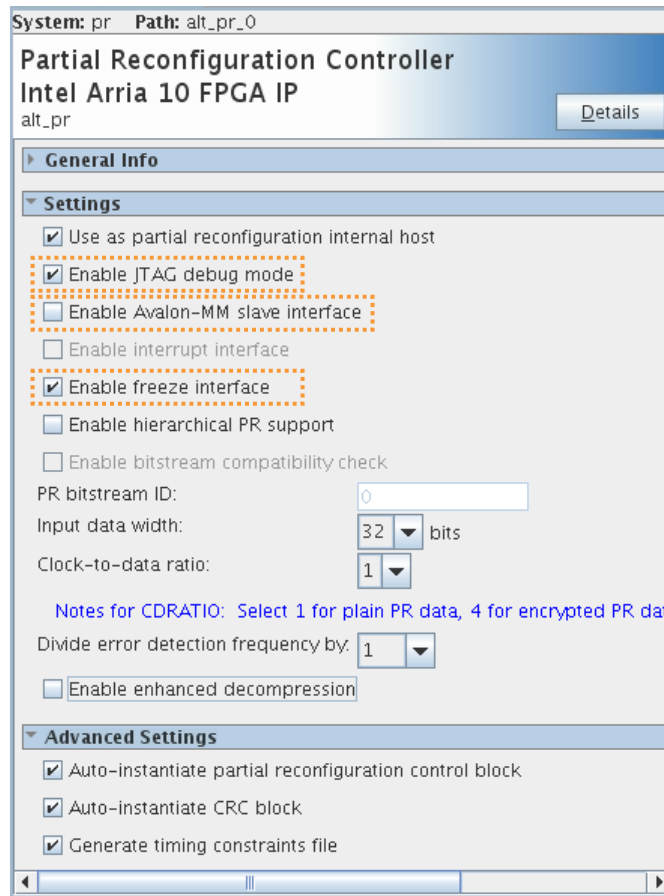 System: pr Path: alt_pr_0
Partial Reconfiguration Controller
Intel Arria 10 FPGA IP
alt_pr
Details
General Info
Settings
Use as partial reconfiguration internal host
Enable JTAG debug mode
Enable Avalon-MM slave interface
Enable interrupt interface
Enable freeze interface
Enable hierarchical PR support
Enable bitstream compatibility check
PR bitstream ID: 0
Input data width: 32 bits
Clock-to-data ratio: 1
Notes for CDRATIO: Select 1 for plain PR data, 4 for encrypted PR da
Divide error detection frequency by: 1
Enable enhanced decompression
Advanced Settings
Auto-instantiate partial reconfiguration control block
Auto-instantiate CRC block
Generate timing constraints file